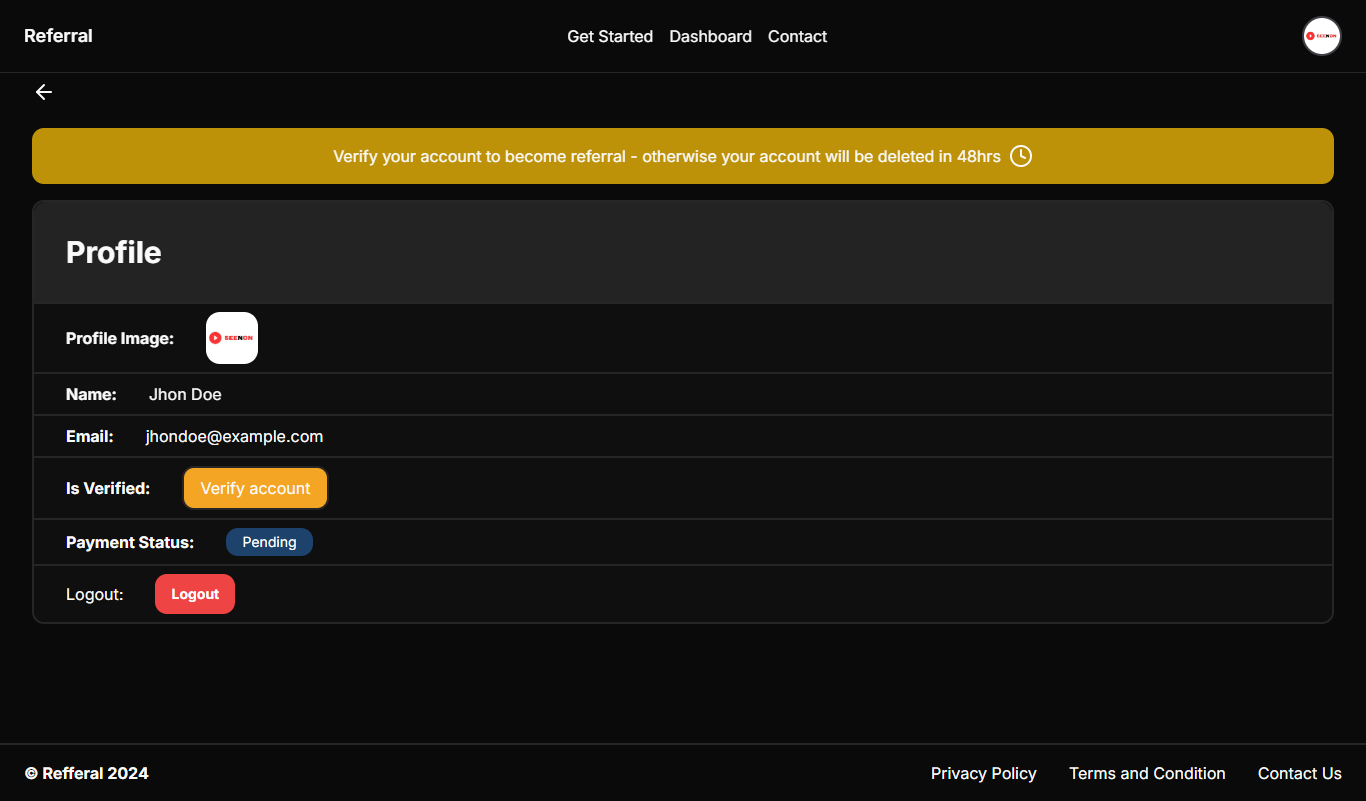 Referral
Get Started Dashboard Contact
SEENON
Verify your account to become referral - otherwise your account will be deleted in 48hrs
Profile
Profile Image: SEENON
Name: Jhon Doe
Email: jhondoe@example.com
Is Verified: Verify account
Payment Status: Pending
Logout: Logout
© Refferal 2024
Privacy Policy Terms and Condition Contact Us